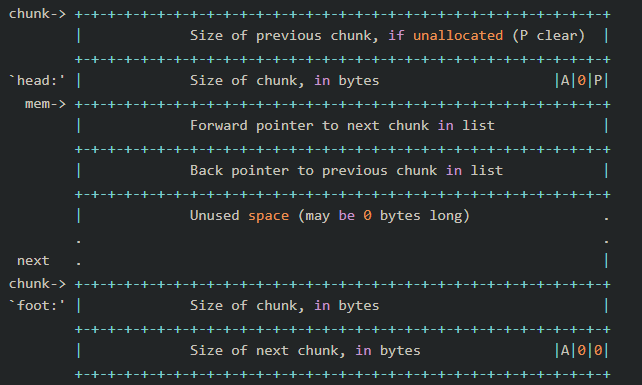 chunk-> +-+-+-+-+-+-+-+-+-+-+-+-+-+-+-+-+-+-+-+-+-+-+-+-+-+-+-+-+-+-+-+-+
        |             Size of previous chunk, if unallocated (P clear)  |
        +-+-+-+-+-+-+-+-+-+-+-+-+-+-+-+-+-+-+-+-+-+-+-+-+-+-+-+-+-+-+-+-+
`head:' |             Size of chunk, in bytes                     |A|0|P|
  mem-> +-+-+-+-+-+-+-+-+-+-+-+-+-+-+-+-+-+-+-+-+-+-+-+-+-+-+-+-+-+-+-+-+
        |             Forward pointer to next chunk in list             |
        +-+-+-+-+-+-+-+-+-+-+-+-+-+-+-+-+-+-+-+-+-+-+-+-+-+-+-+-+-+-+-+-+
        |             Back pointer to previous chunk in list            |
        +-+-+-+-+-+-+-+-+-+-+-+-+-+-+-+-+-+-+-+-+-+-+-+-+-+-+-+-+-+-+-+-+
        |             Unused space (may be 0 bytes long)                .
        .                                                               .
 next   .                                                               |
chunk-> +-+-+-+-+-+-+-+-+-+-+-+-+-+-+-+-+-+-+-+-+-+-+-+-+-+-+-+-+-+-+-+-+
`foot:' |             Size of chunk, in bytes                           |
        +-+-+-+-+-+-+-+-+-+-+-+-+-+-+-+-+-+-+-+-+-+-+-+-+-+-+-+-+-+-+-+-+
        |             Size of next chunk, in bytes                |A|0|0|
        +-+-+-+-+-+-+-+-+-+-+-+-+-+-+-+-+-+-+-+-+-+-+-+-+-+-+-+-+-+-+-+-+